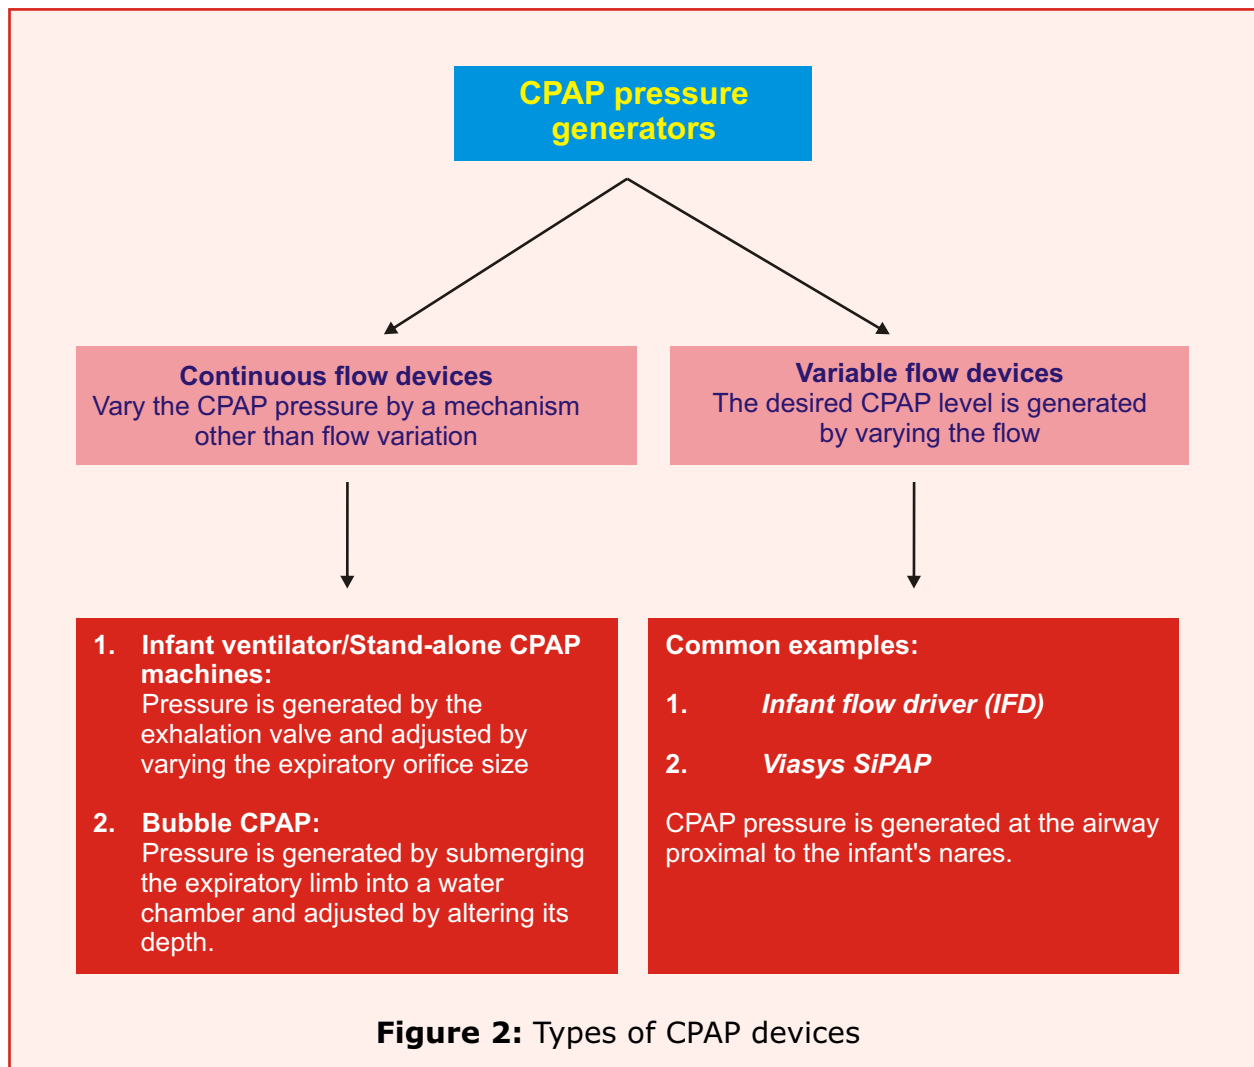 CPAP pressure
generators
Continuous flow devices
Vary the CPAP pressure by a mechanism
other than flow variation
Variable flow devices
The desired CPAP level is generated
by varying the flow
1. Infant ventilator/Stand-alone CPAP
machines:
Pressure is generated by the
exhalation valve and adjusted by
varying the expiratory orifice size
2. Bubble CPAP:
Pressure is generated by submerging
the expiratory limb into a water
chamber and adjusted by altering its
depth.
Common examples:
1. Infant flow driver (IFD)
2. Viasys SiPAP
CPAP pressure is generated at the airway
proximal to the infant's nares.
Figure 2: Types of CPAP devices